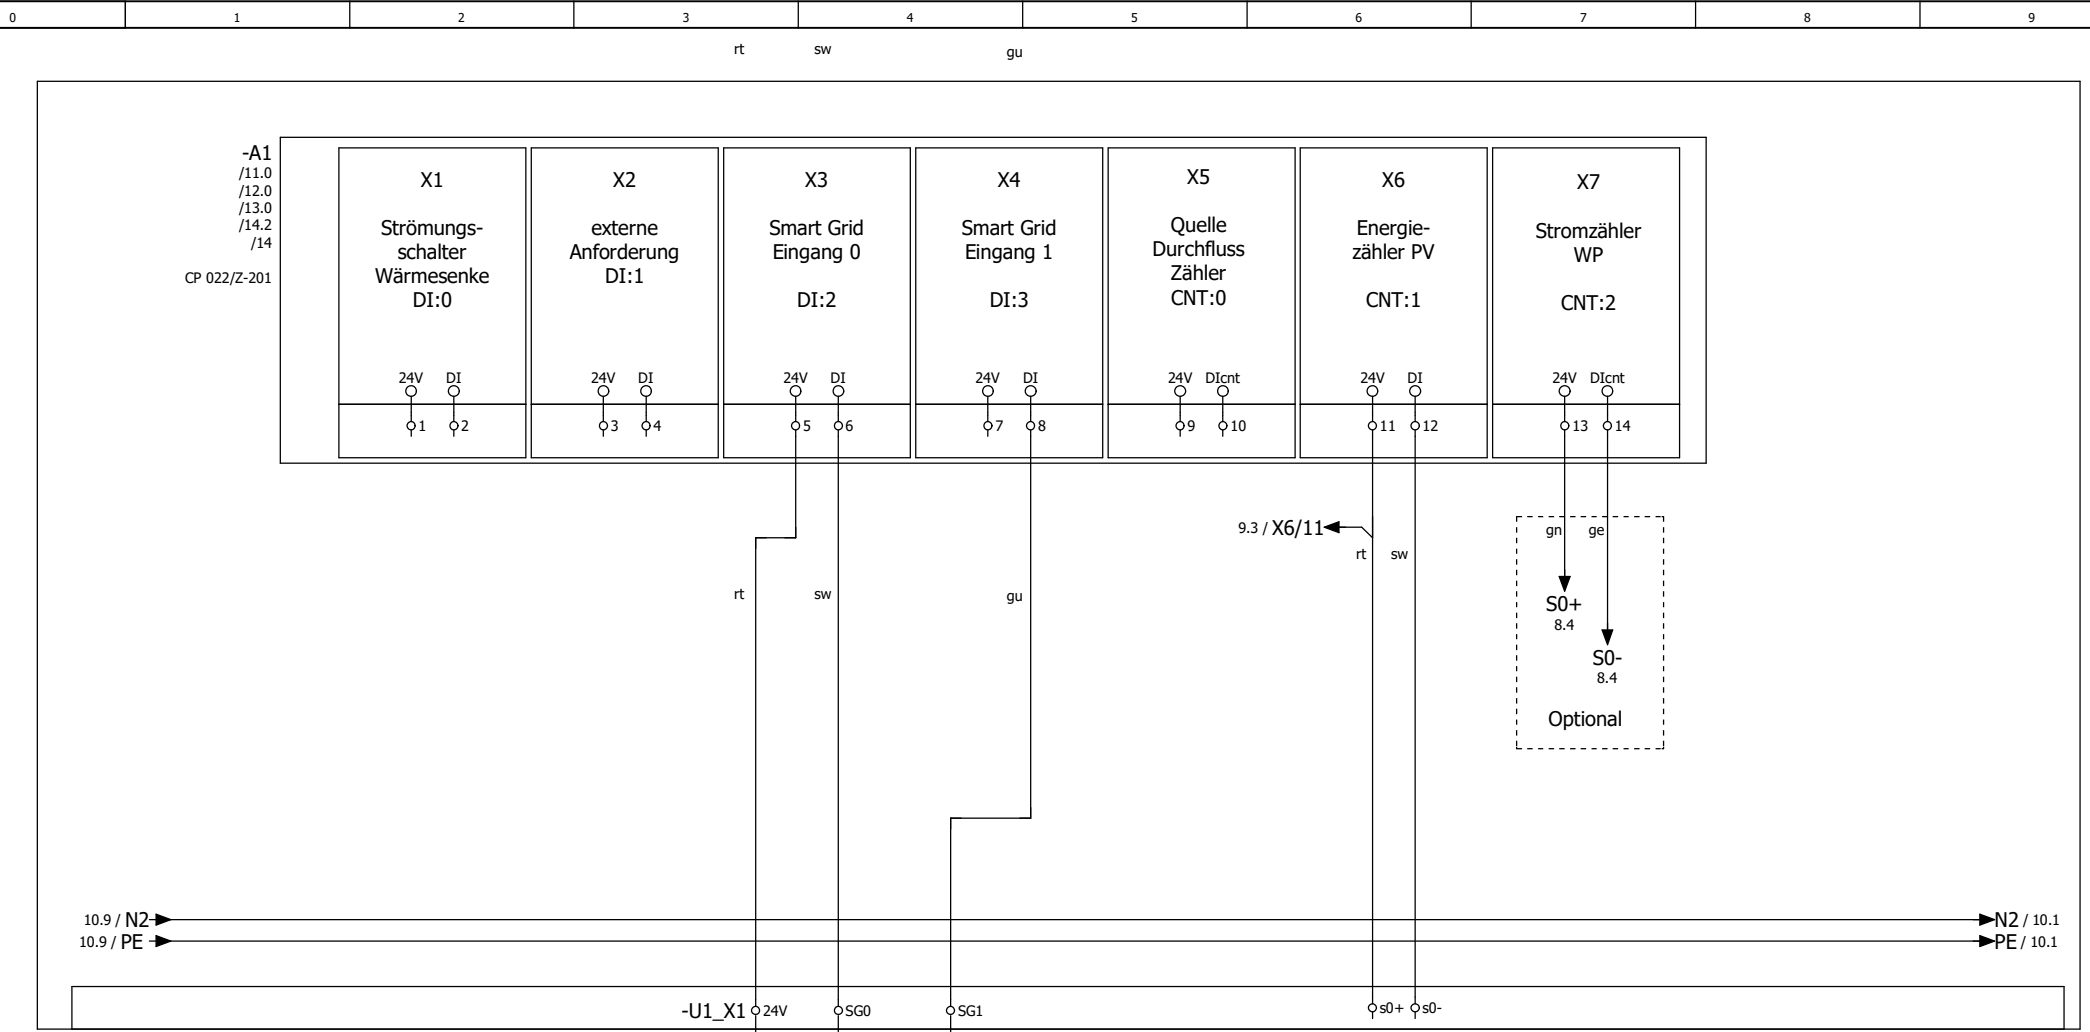 0 1 2 3 4 5 6 7 8 9
rt sw gu
-A1
/11.0
/12.0
/13.0
/14.2
/14
CP 022/Z-201
X1
Strömungs-
schalter
Wärmesenke
DI:0
24V DI
1 2
X2
externe
Anforderung
DI:1
24V DI
3 4
X3
Smart Grid
Eingang 0
DI:2
24V DI
5 6
X4
Smart Grid
Eingang 1
DI:3
24V DI
7 8
X5
Quelle
Durchfluss
Zähler
CNT:0
24V DIcnt
9 10
X6
Energie-
zähler PV
CNT:1
24V DI
11 12
X7
Stromzähler
WP
CNT:2
24V DIcnt
13 14
9.3 / X6/11
rt sw
gn ge
S0+
8.4
S0-
8.4
Optional
rt sw gu
10.9 / N2
N2 / 10.1
10.9 / PE
PE / 10.1
-U1_X1 24V SG0 SG1 s0+ s0-